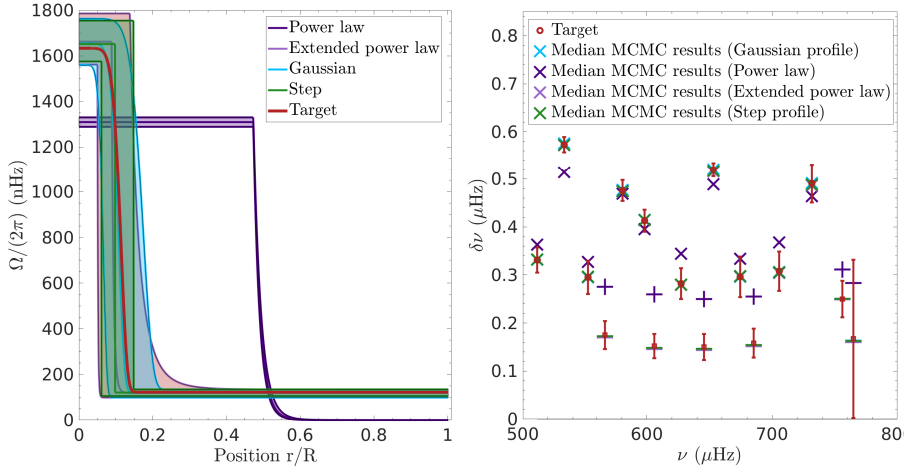 1800
1600
1400
1200
1000
800
600
400
200
0
Ω/(2π) (nHz)
0
0.2
0.4
0.6
0.8
1
Position r/R
Power law
Extended power law
Gaussian
Step
Target
0.8
0.7
0.6
0.5
0.4
0.3
0.2
0.1
0
δν (μHz)
500
600
700
ν (μHz)
Target
Median MCMC results (Gaussian profile)
Median MCMC results (Power law)
Median MCMC results (Extended power law)
Median MCMC results (Step profile)